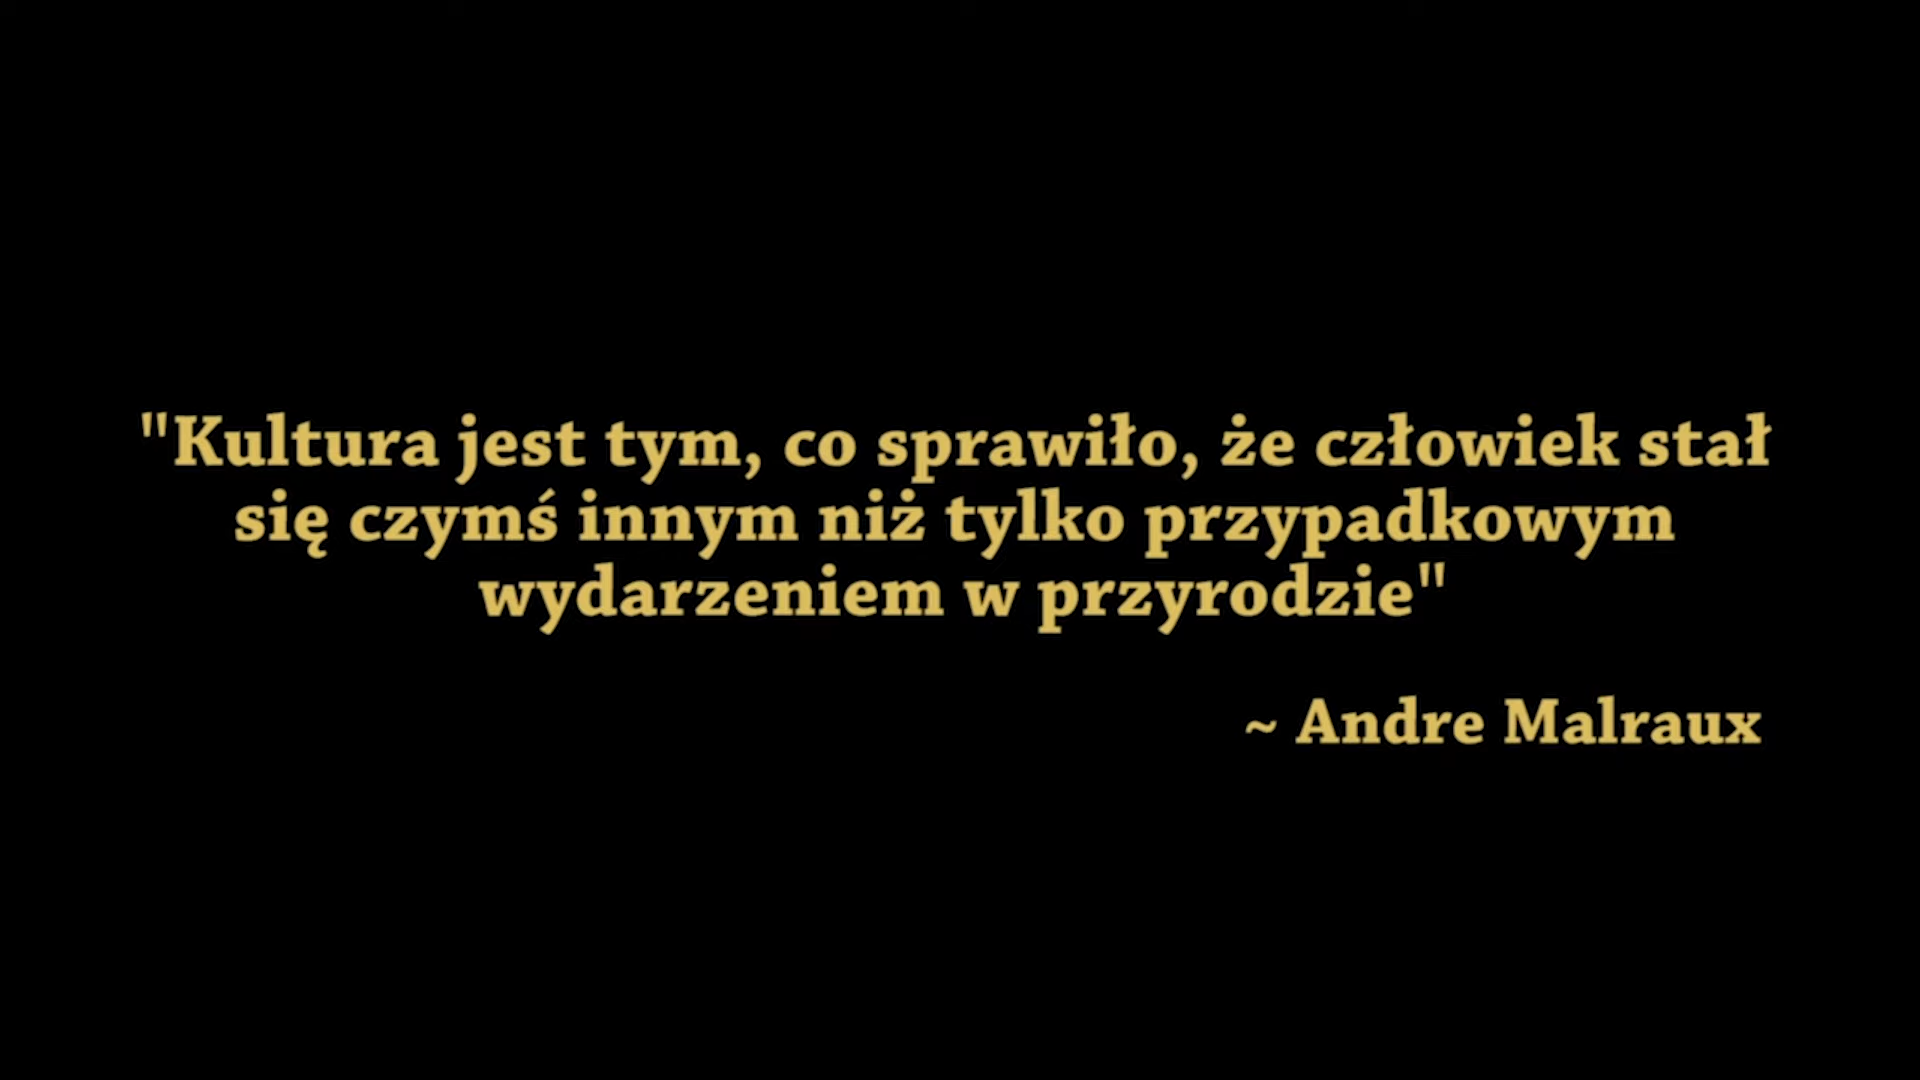 "Kultura jest tym, co sprawiło, że człowiek stał
się czymś innym niż tylko przypadkowym
wydarzeniem w przyrodzie"
~ Andre Malraux